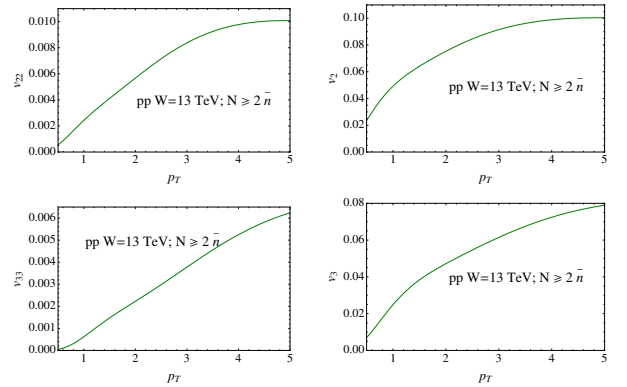 0.010
0.008
0.006
0.004
0.002
0.000
v22
pp W=13 TeV; N ⩾ 2 n̄
1 2 3 4 5
pT
0.10
0.08
0.06
0.04
0.02
0.00
v2
pp W=13 TeV; N ⩾ 2 n̄
1 2 3 4 5
pT
0.006
0.005
0.004
0.003
0.002
0.001
0.000
v33
pp W=13 TeV; N ⩾ 2 n̄
1 2 3 4 5
pT
0.08
0.06
0.04
0.02
0.00
v3
pp W=13 TeV; N ⩾ 2 n̄
1 2 3 4 5
pT